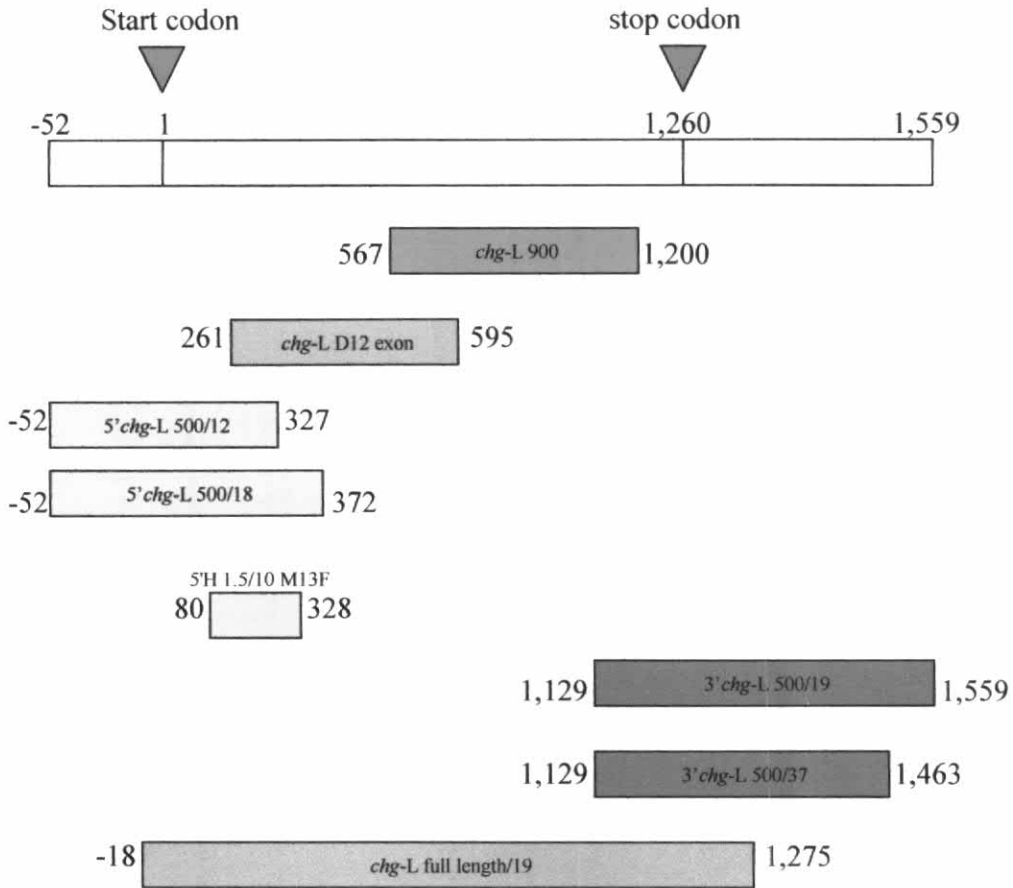 Start codon stop codon
-52 1 1,260 1,559
567 chg-L 900 1,200
261 chg-L D12 exon 595
-52 5'chg-L 500/12 327
-52 5'chg-L 500/18 372
5'H 1.5/10 M13F
80 328
1,129 3'chg-L 500/19 1,559
1,129 3'chg-L 500/37 1,463
-18 chg-L full length/19 1,275